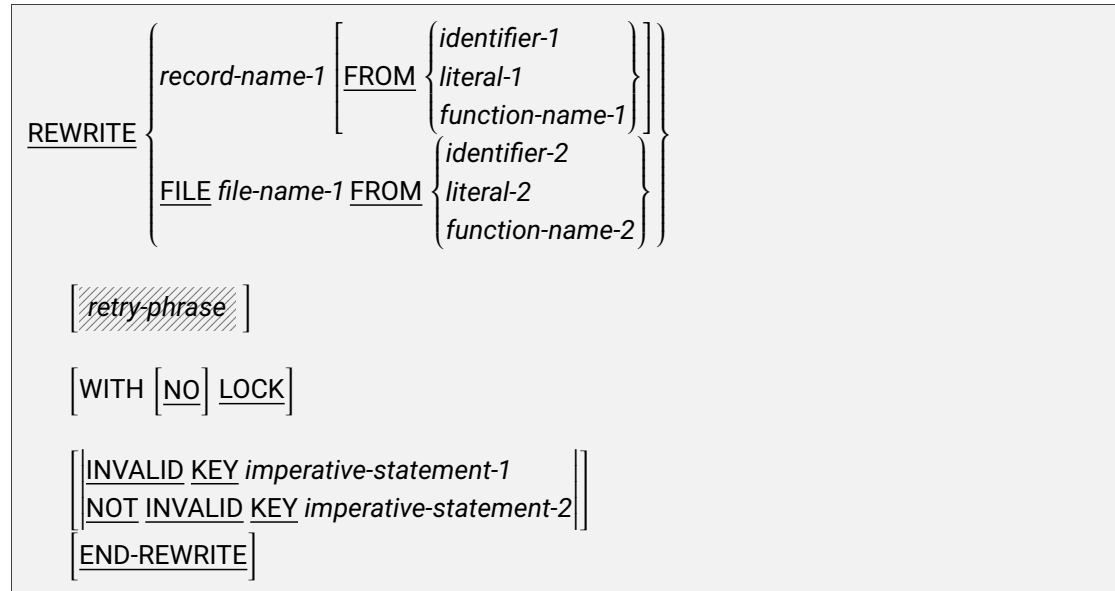 identifier-1
record-name-1 FROM literal-1
function-name-1
REWRITE
identifier-2
FILE file-name-1 FROM literal-2
function-name-2
retry-phrase
WITH NO LOCK
INVALID KEY imperative-statement-1
NOT INVALID KEY imperative-statement-2
END-REWRITE